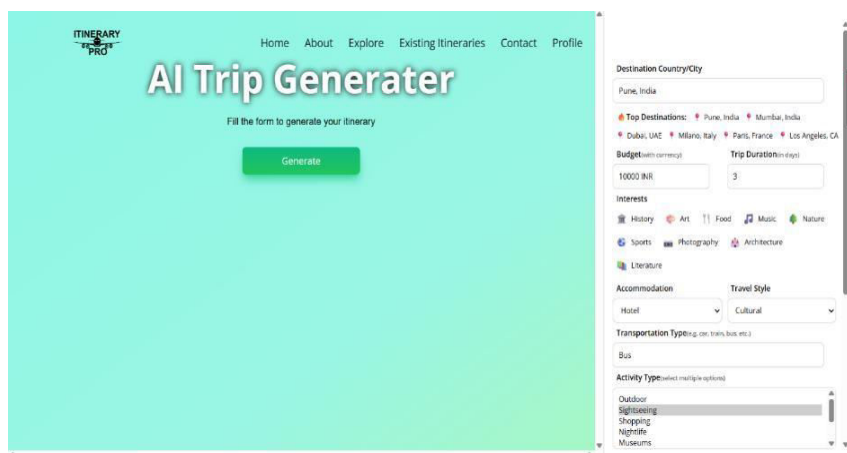 ITINERARY
PRO
Home About Explore Existing Itineraries Contact Profile
AI Trip Generater
Fill the form to generate your itinerary
Generate
Destination Country/City
Pune, India
Top Destinations: Pune, India Mumbai, India
Dubai, UAE Milano, Italy Paris, France Los Angeles, CA
Budget(with currency) Trip Duration(in days)
10000 INR 3
Interests
History Art Food Music Nature
Sports Photography Architecture
Literature
Accommodation Travel Style
Hotel Cultural
Transportation Type(e.g. car, train, bus, etc.)
Bus
Activity Type(select multiple options)
Outdoor
Sightseeing
Shopping
Nightlife
Museums